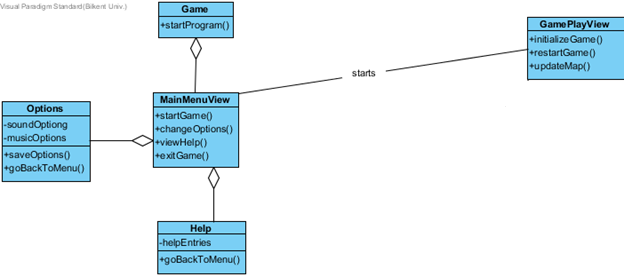 Visual Paradigm Standard(Bilkent Univ.)
Game
+startProgram()
GamePlayView
+initializeGame()
+restartGame()
+updateMap()
starts
MainMenuView
+startGame()
+changeOptions()
+viewHelp()
+exitGame()
Options
-soundOptiong
-musicOptions
+saveOptions()
+goBackToMenu()
Help
-helpEntries
+goBackToMenu()